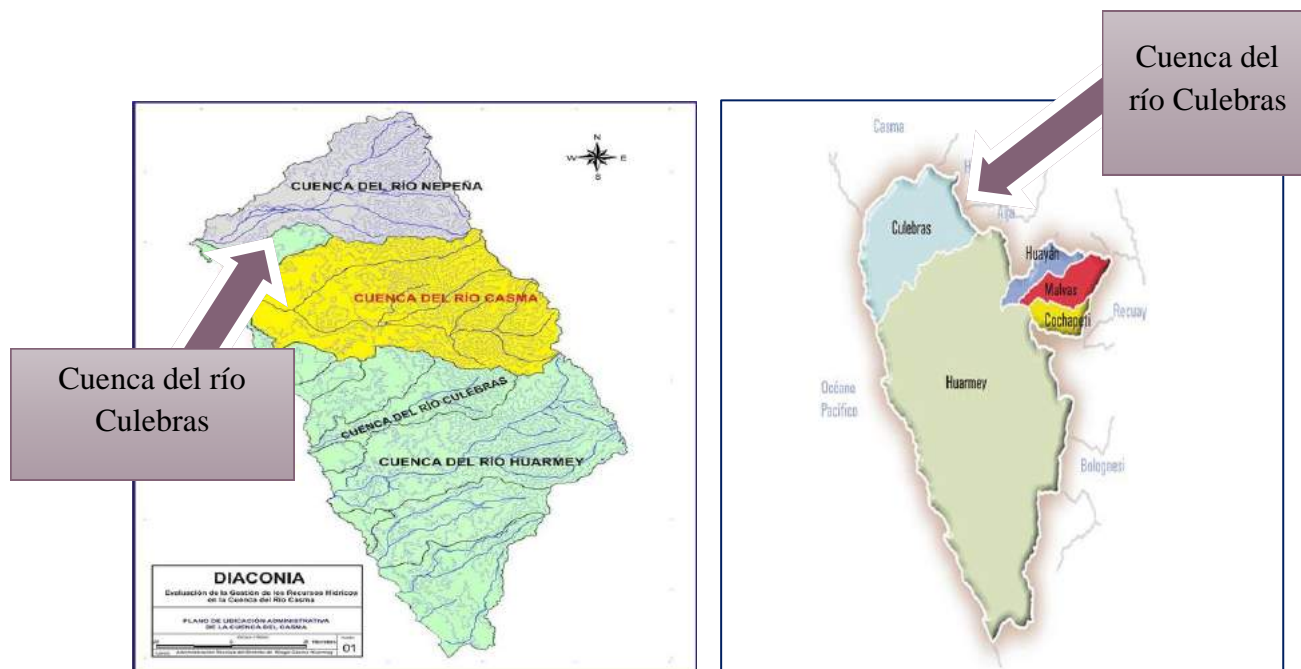 Cuenca del
río Culebras
N
W E
S
CUENCA DEL RÍO NEPEÑA
CUENCA DEL RÍO CASMA
CUENCA DEL RÍO CULEBRAS
CUENCA DEL RÍO HUARMEY
Cuenca del río
Culebras
DIACONIA
Evaluación de la Gestión de los Recursos Hídricos
en la Cuenca del Río Casma
PLANO DE UBICACIÓN ADMINISTRATIVA
DE LA CUENCA DEL CASMA
01
Casma
H
Aija
Culebras
Huayán
Malvas
Cochapeti
Recuay
Océano
Pacífico
Huarmey
Bolognesi